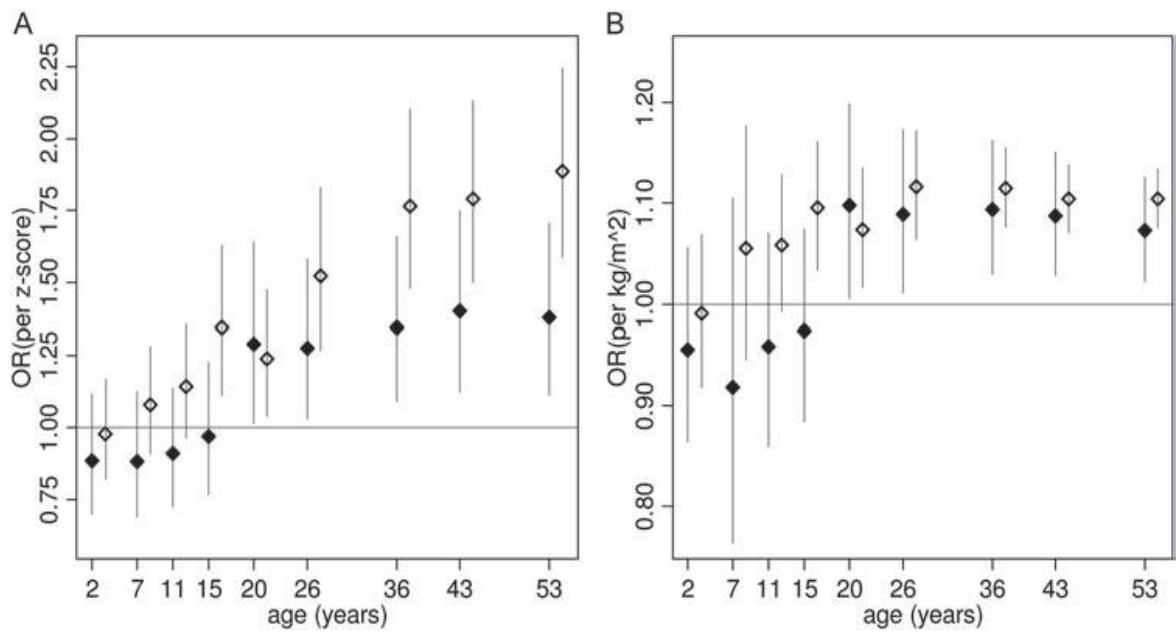 A
OR(per z-score)
2.25
2.00
1.75
1.50
1.25
1.00
0.75
2 7 11 15 20 26 36 43 53
age (years)
B
OR(per kg/m^2)
1.20
1.10
1.00
0.90
0.80
2 7 11 15 20 26 36 43 53
age (years)